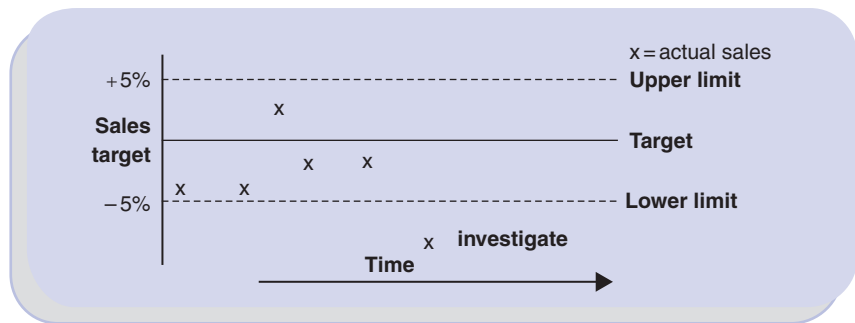 x = actual sales
+5%
Upper limit
x
Sales
target
Target
x
x
x
x
−5%
Lower limit
x
investigate
Time